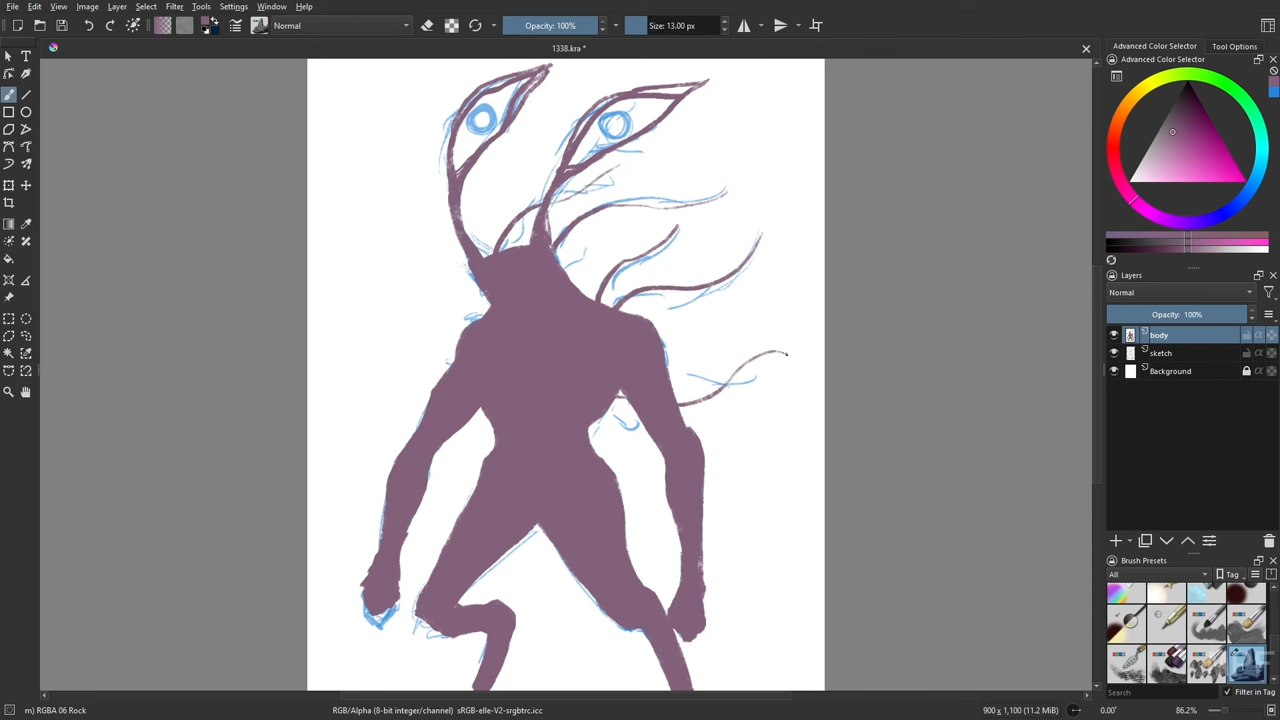 File Edit View Image Layer Select Filter Tools Settings Window Help
Normal
Opacity: 100%
Size: 13.00 px
1338.kra *
Advanced Color Selector
Tool Options
Advanced Color Selector
Layers
Normal
Opacity: 100%
body
sketch
Background
Brush Presets
All
Tag
Search
Filter in Tag
m) RGBA 06 Rock
RGB/Alpha (8-bit integer/channel) sRGB-elle-V2-srgbtrc.icc
900 x 1,100 (11.2 MiB)
0.00°
86.2%